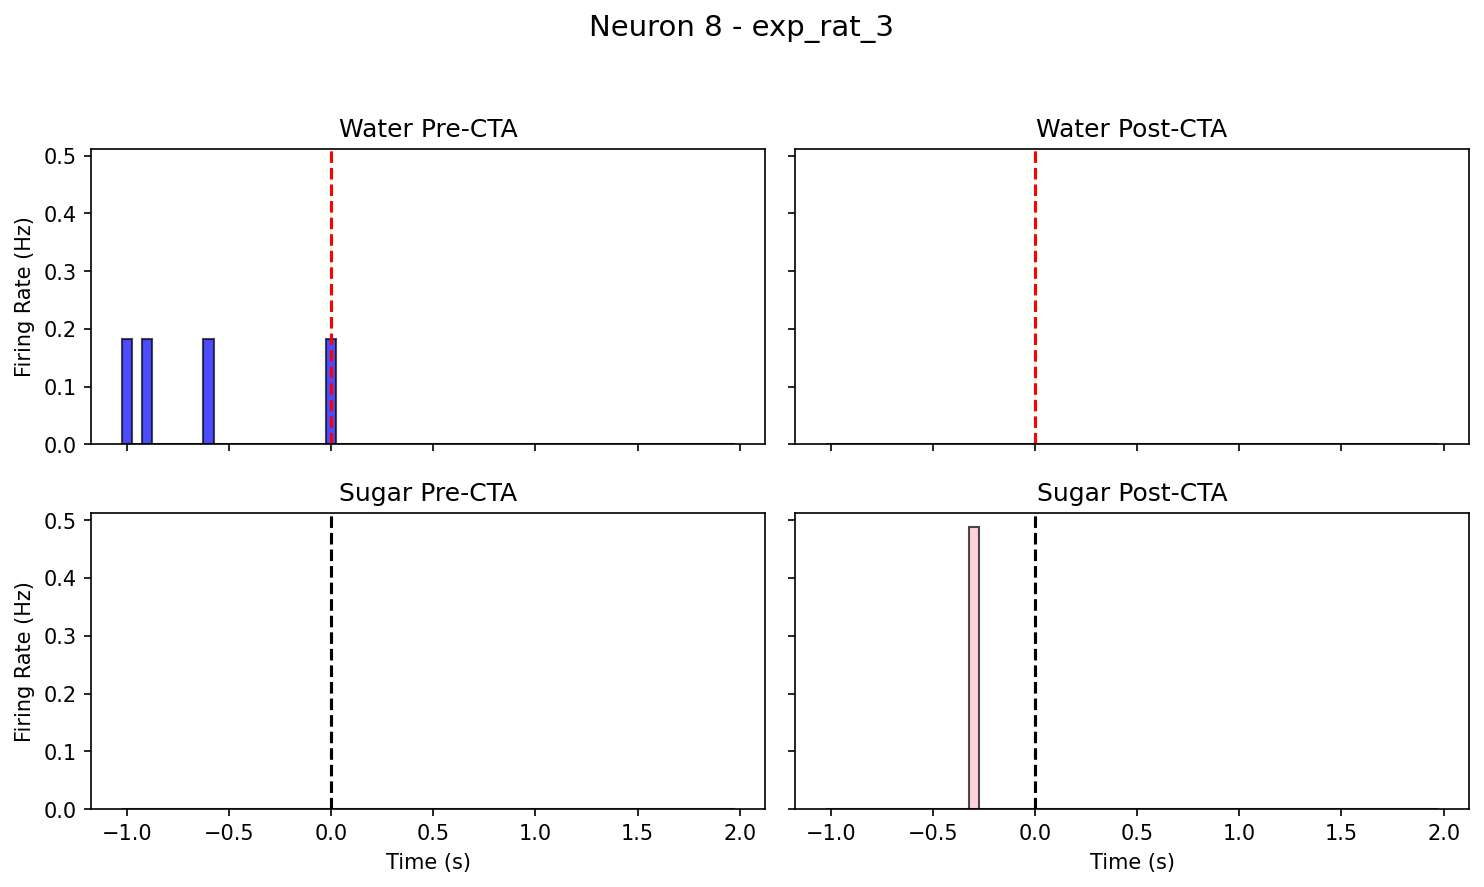 Neuron 8 - exp_rat_3
Water Pre-CTA
Water Post-CTA
Firing Rate (Hz)
0.5
0.4
0.3
0.2
0.1
0.0
Sugar Pre-CTA
Sugar Post-CTA
Firing Rate (Hz)
0.5
0.4
0.3
0.2
0.1
0.0
−1.0 −0.5 0.0 0.5 1.0 1.5 2.0
−1.0 −0.5 0.0 0.5 1.0 1.5 2.0
Time (s)
Time (s)